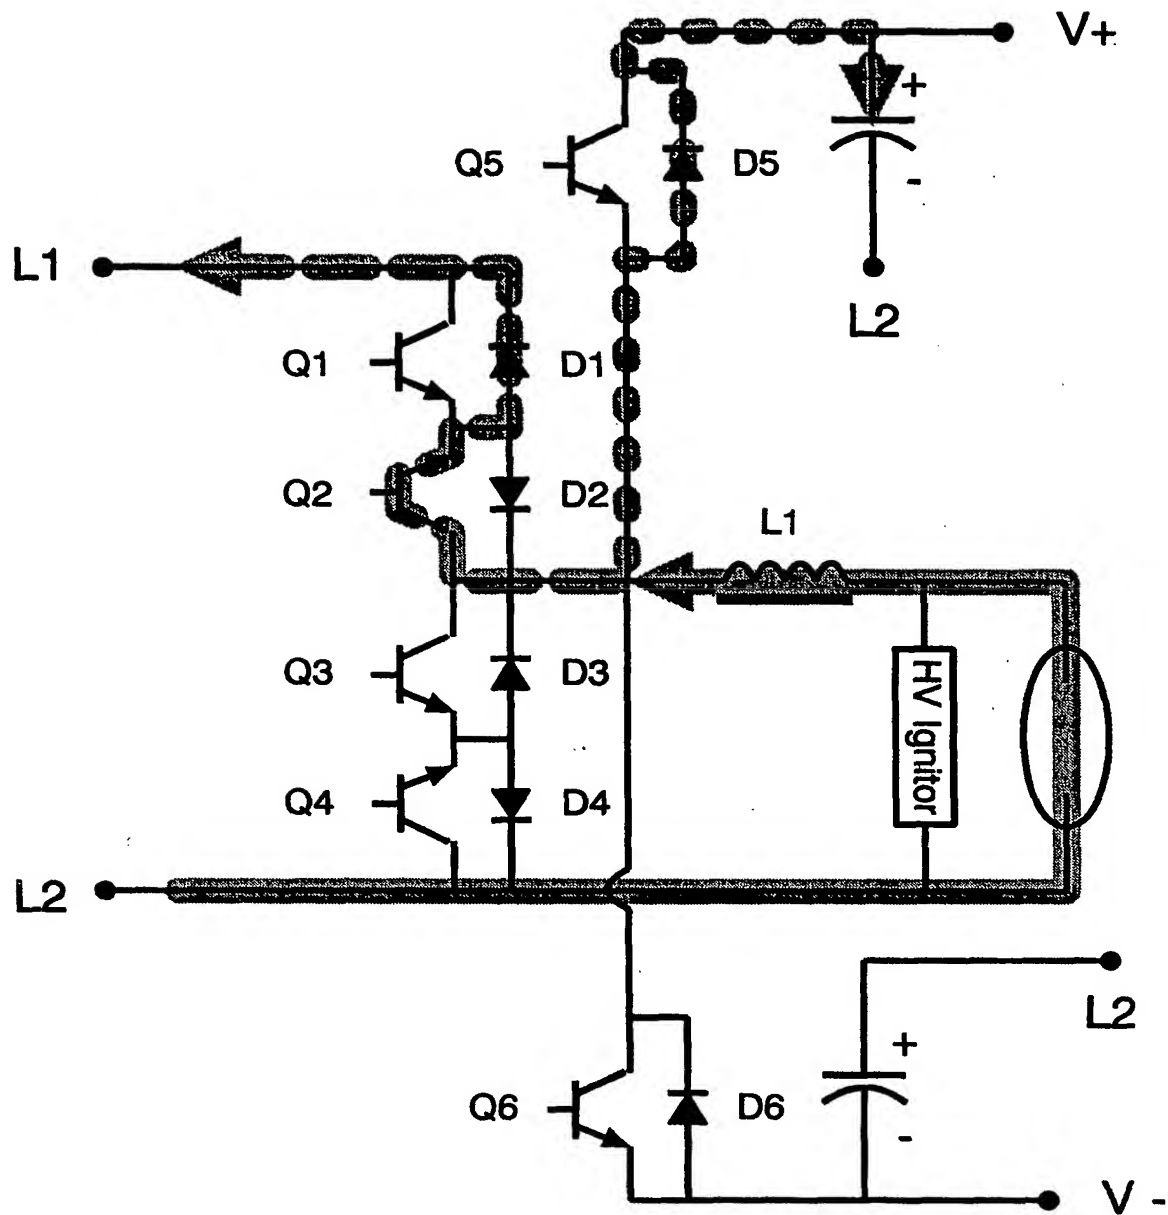 V+
+
Q5
D5
-
L1
L2
Q1
D1
Q2
D2
L1
Q3
D3
HV Ignitor
Q4
D4
L2
L2
+
Q6
D6
-
V -